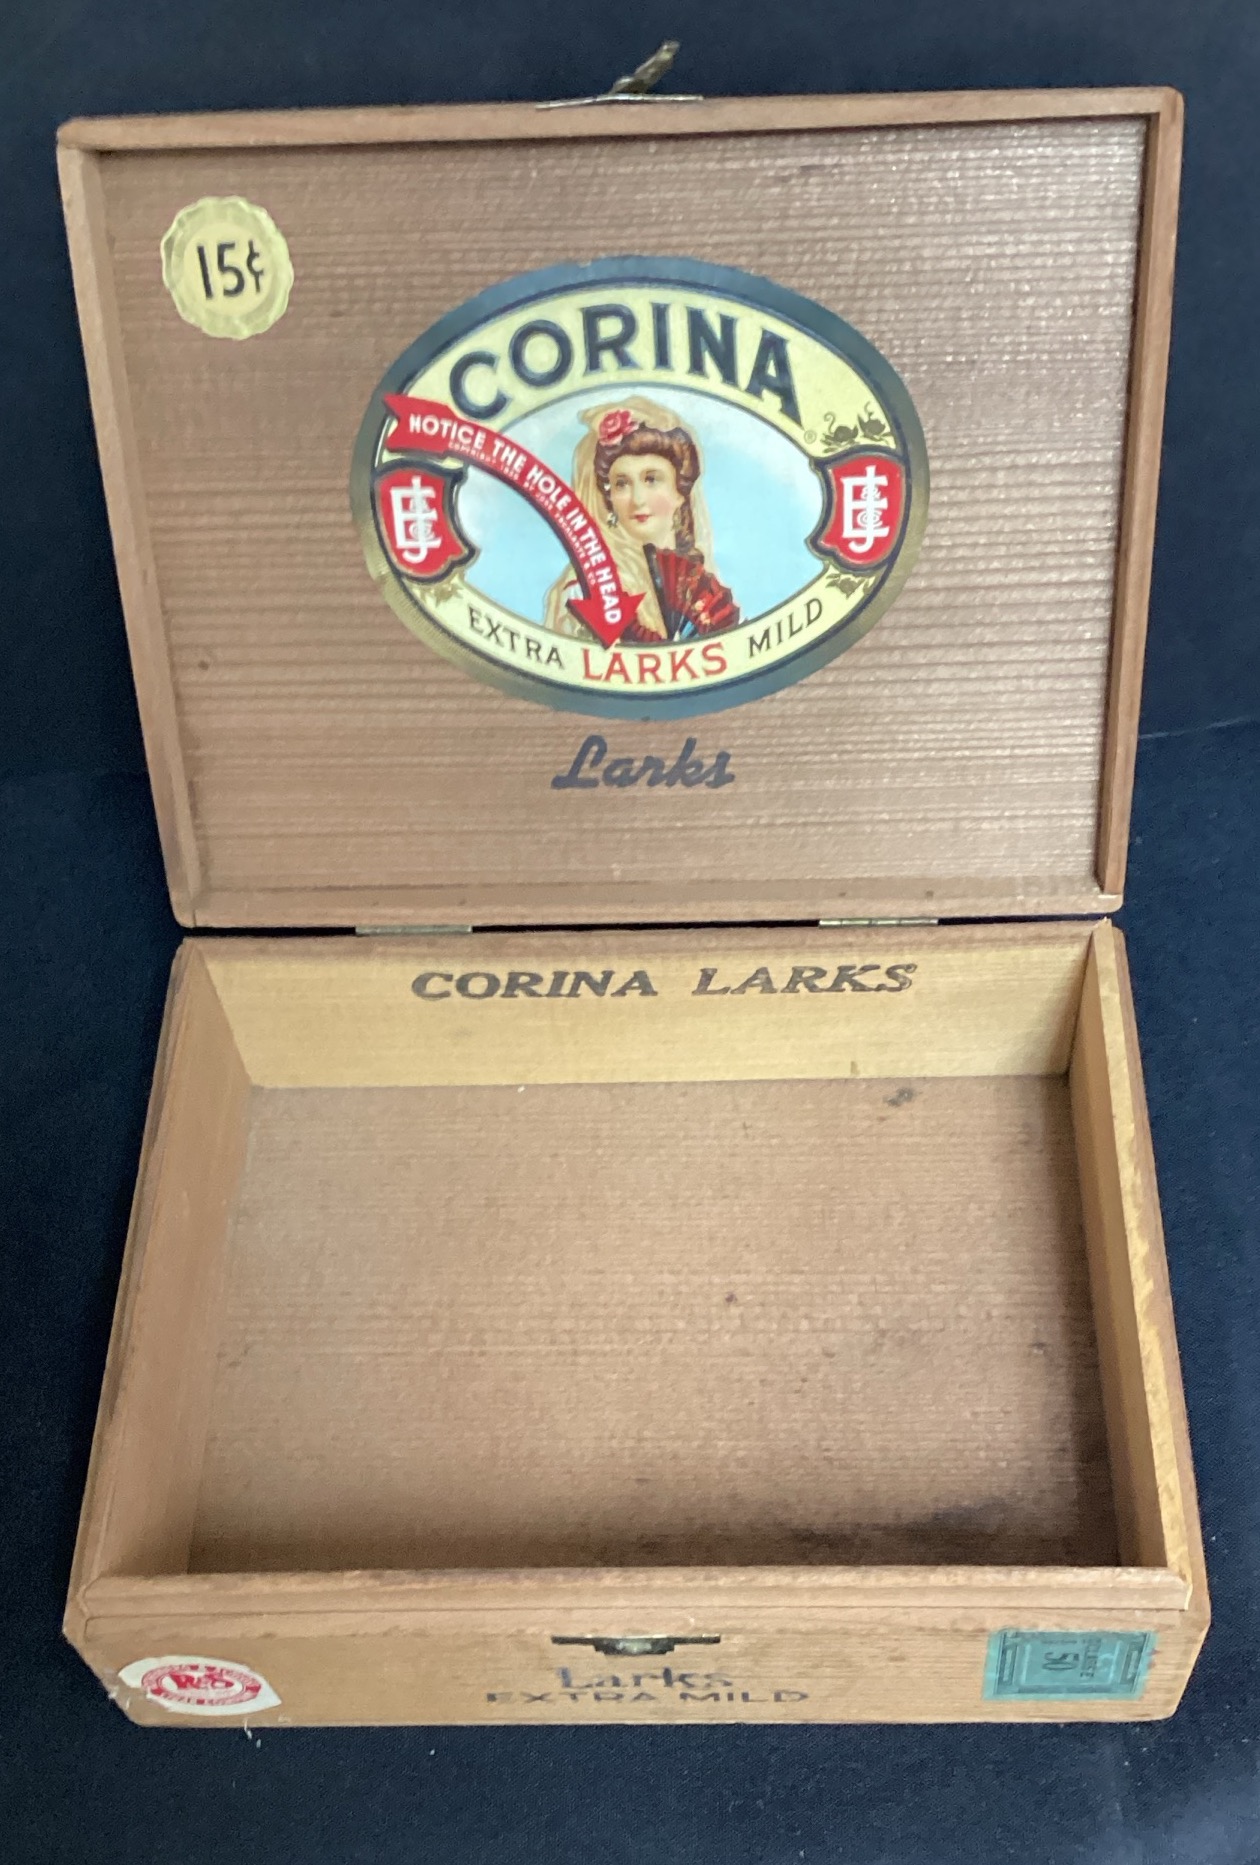 15¢
CORINA
®
NOTICE THE HOLE IN THE HEAD
EXTRA LARKS MILD
Larks
CORINA LARKS
Larks
EXTRA MILD
50